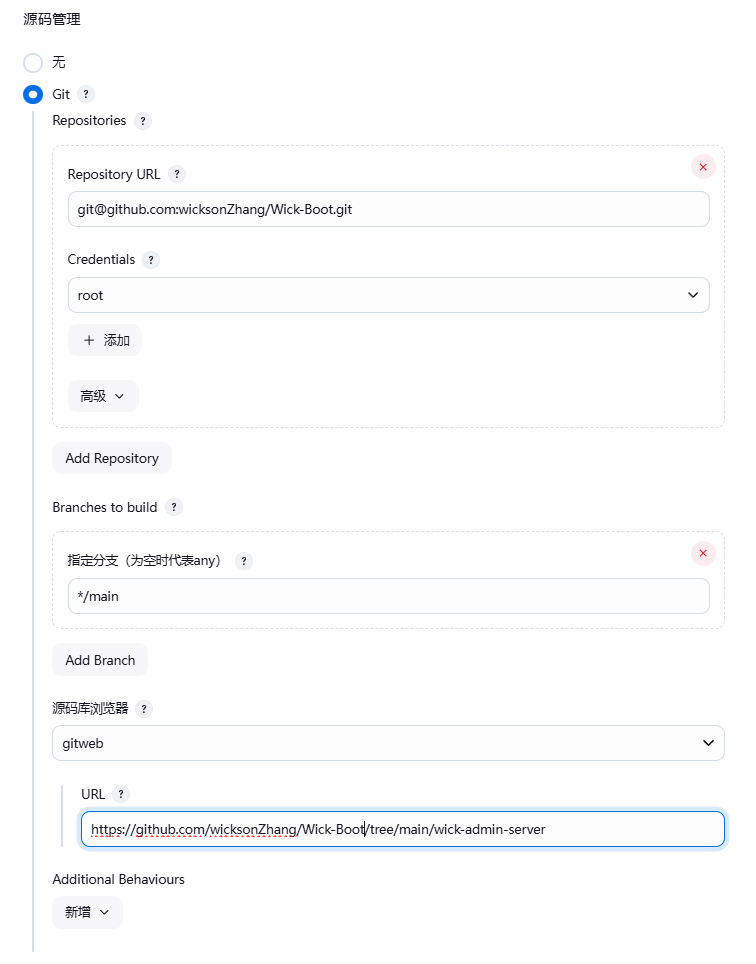 源码管理
无
Git ?
Repositories ?
Repository URL ?
git@github.com:wicksonZhang/Wick-Boot.git
Credentials ?
root
添加
高级
Add Repository
Branches to build ?
指定分支（为空时代表any） ?
*/main
Add Branch
源码库浏览器 ?
gitweb
URL ?
https://github.com/wicksonZhang/Wick-Boot/tree/main/wick-admin-server
Additional Behaviours
新增